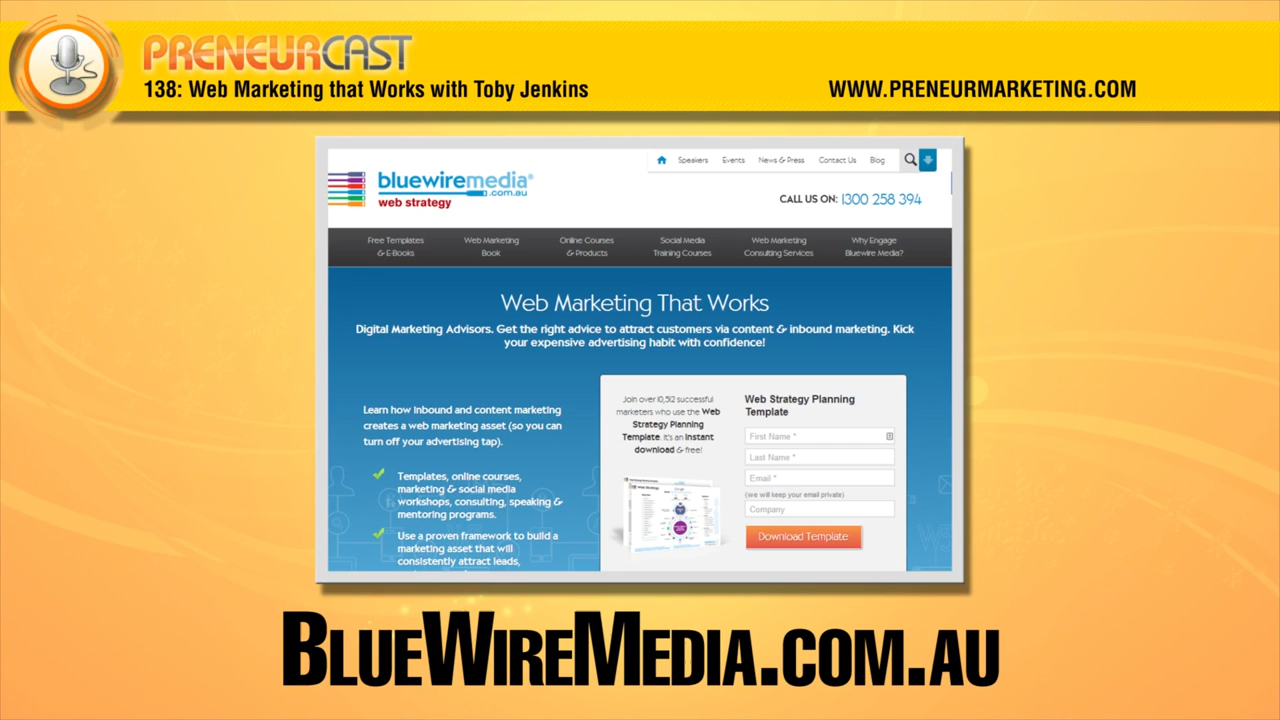 PRENEURCAST
138: Web Marketing that Works with Toby Jenkins
WWW.PRENEURMARKETING.COM
Speakers Events News & Press Contact Us Blog
bluewiremedia®
.com.au
web strategy
CALL US ON: 1300 258 394
Free Templates & E-Books
Web Marketing Book
Online Courses & Products
Social Media Training Courses
Web Marketing Consulting Services
Why Engage Bluewire Media?
Web Marketing That Works
Digital Marketing Advisors. Get the right advice to attract customers via content & inbound marketing. Kick
your expensive advertising habit with confidence!
Learn how inbound and content marketing
creates a web marketing asset (so you can
turn off your advertising tap).
Templates, online courses,
marketing & social media
workshops, consulting, speaking &
mentoring programs.
Use a proven framework to build a
marketing asset that will
consistently attract leads,
Join over 10,512 successful
marketers who use the Web
Strategy Planning
Template. It's an instant
download & free!
Web Strategy Planning
Template
First Name *
Last Name *
Email *
(we will keep your email private)
Company
Download Template
BLUEWIREMEDIA.COM.AU